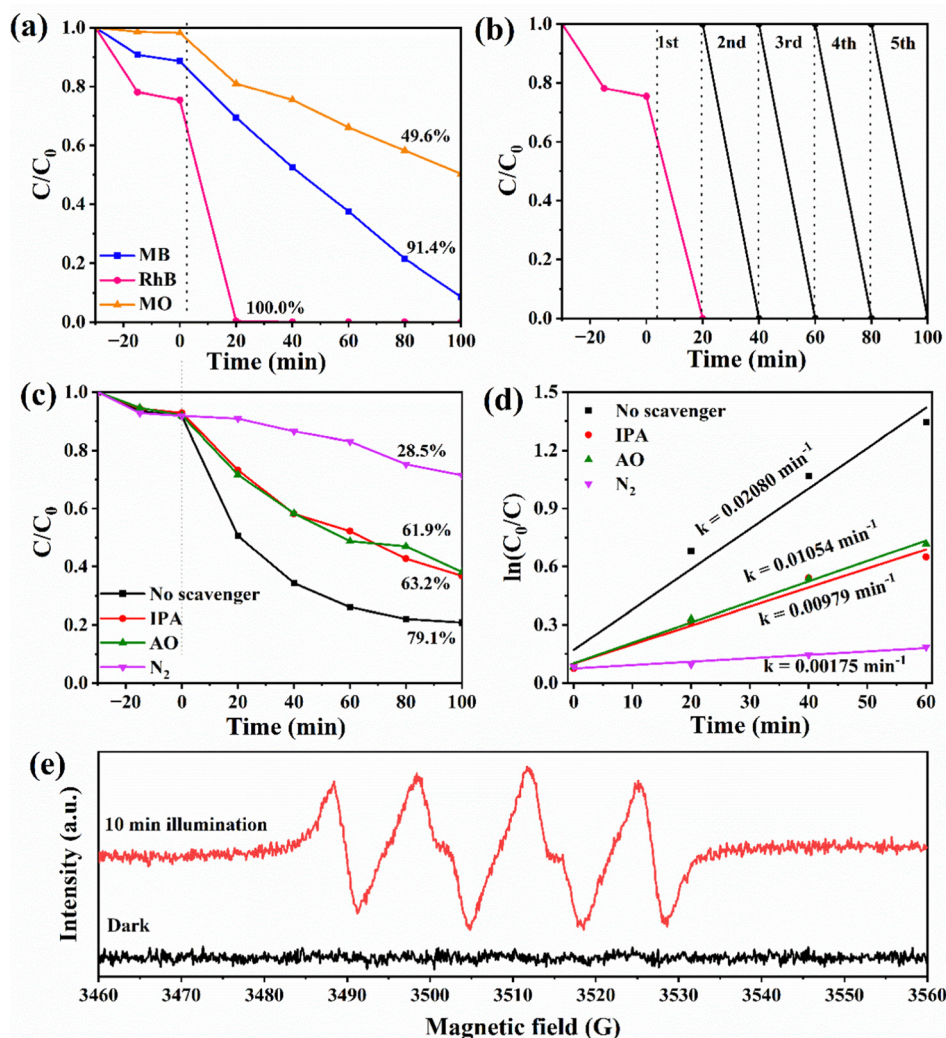 (a)
1.0
0.8
0.6
0.4
0.2
0.0
C/C₀
49.6%
91.4%
100.0%
MB
RhB
MO
−20 0 20 40 60 80 100
Time (min)
(b)
1.0
0.8
0.6
0.4
0.2
0.0
C/C₀
1st 2nd 3rd 4th 5th
−20 0 20 40 60 80 100
Time (min)
(c)
1.0
0.8
0.6
0.4
0.2
0.0
C/C₀
28.5%
61.9%
63.2%
79.1%
No scavenger
IPA
AO
N₂
−20 0 20 40 60 80 100
Time (min)
(d)
1.5
1.2
0.9
0.6
0.3
0.0
ln(C₀/C)
No scavenger
IPA
AO
N₂
k = 0.02080 min⁻¹
k = 0.01054 min⁻¹
k = 0.00979 min⁻¹
k = 0.00175 min⁻¹
0 10 20 30 40 50 60
Time (min)
(e)
Intensity (a.u.)
10 min illumination
Dark
3460 3470 3480 3490 3500 3510 3520 3530 3540 3550 3560
Magnetic field (G)